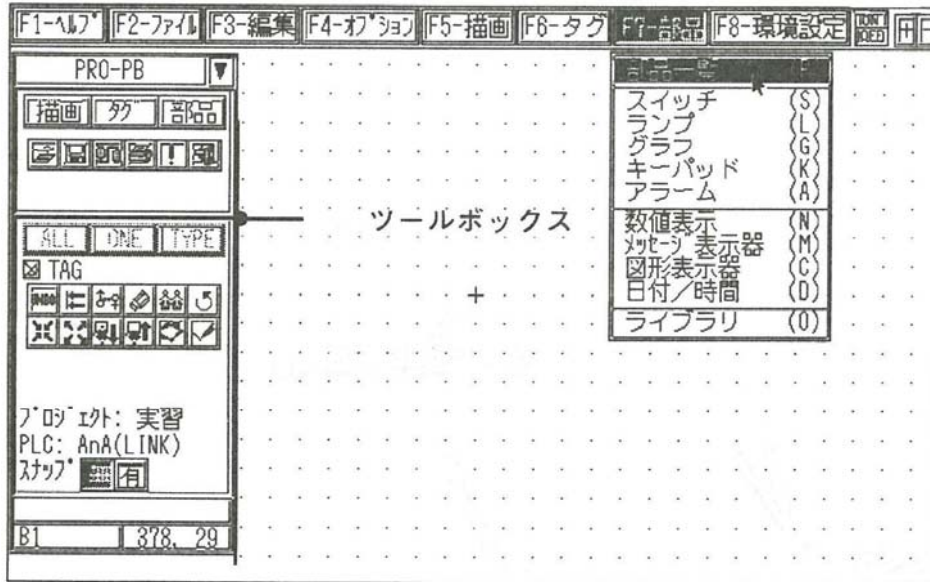 F1-ﾍﾙﾌﾟ F2-ﾌｧｲﾙ F3-編集 F4-ｵﾌﾟｼｮﾝ F5-描画 F6-タグ F7-部品 F8-環境設定
PRO-PB
描画 ﾀｸﾞ 部品
ALL ONE TYPE
TAG
UNDO
ﾌﾟﾛｼﾞｪｸﾄ: 実習
PLC: AnA(LINK)
ｽﾅｯﾌﾟ 有
B1 378, 29
ツールボックス
部品一覧
スイッチ (S)
ランプ (L)
グラフ (G)
キーパッド (K)
アラーム (A)
数値表示 (N)
ﾒｯｾｰｼﾞ表示器 (M)
図形表示器 (C)
日付／時間 (D)
ライブラリ (O)